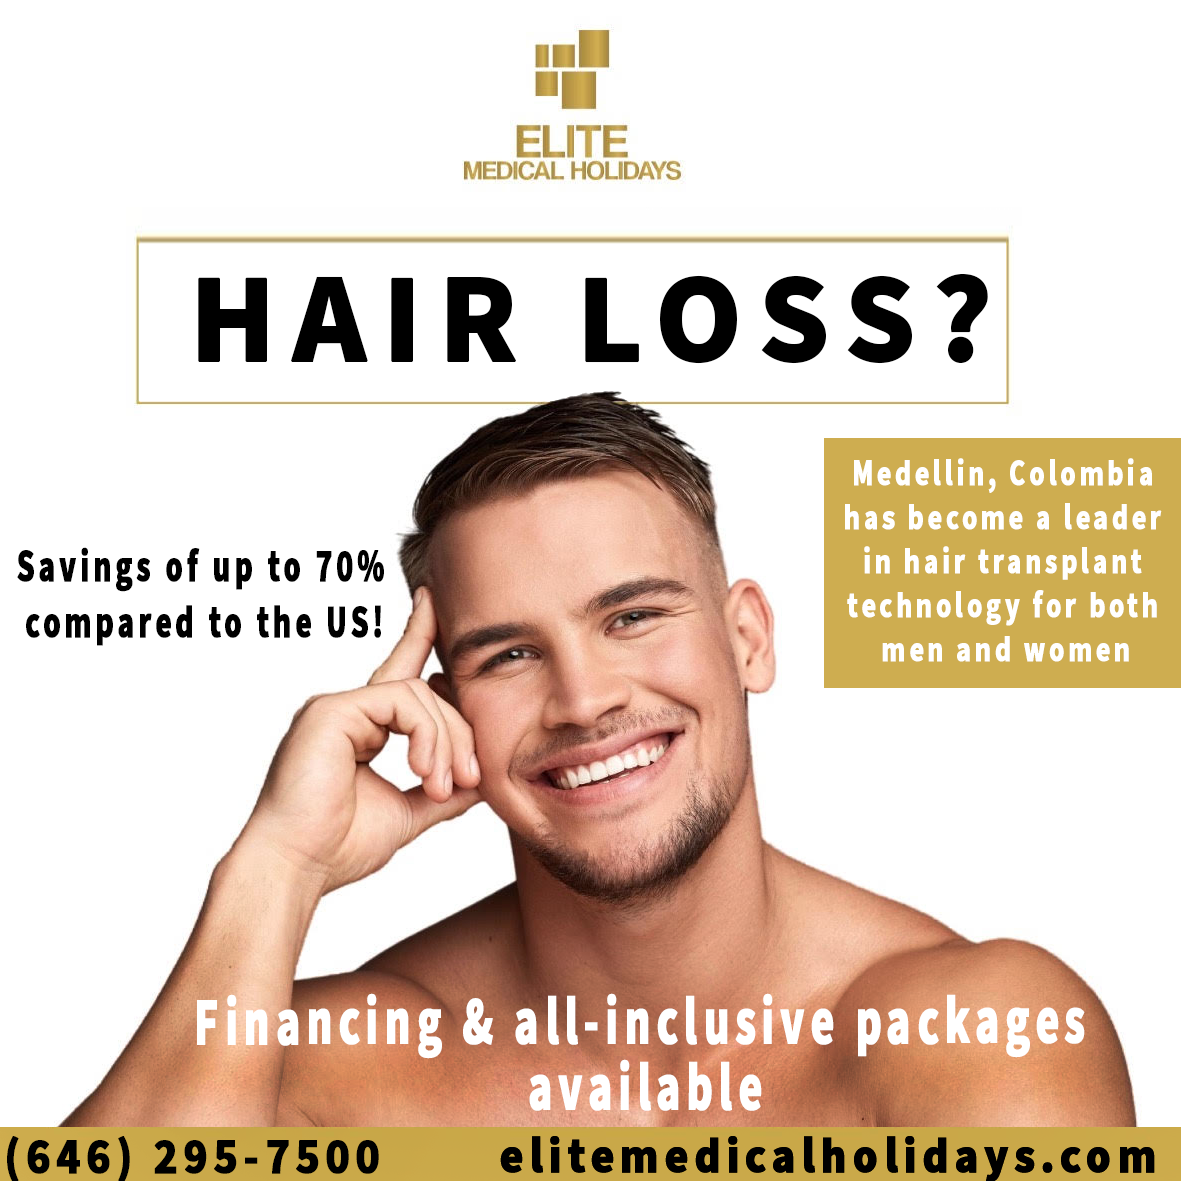 ELITE
MEDICAL HOLIDAYS
HAIR LOSS?
Medellin, Colombia
has become a leader
in hair transplant
technology for both
men and women
Savings of up to 70%
compared to the US!
Financing & all-inclusive packages
available
(646) 295-7500 elitemedicalholidays.com